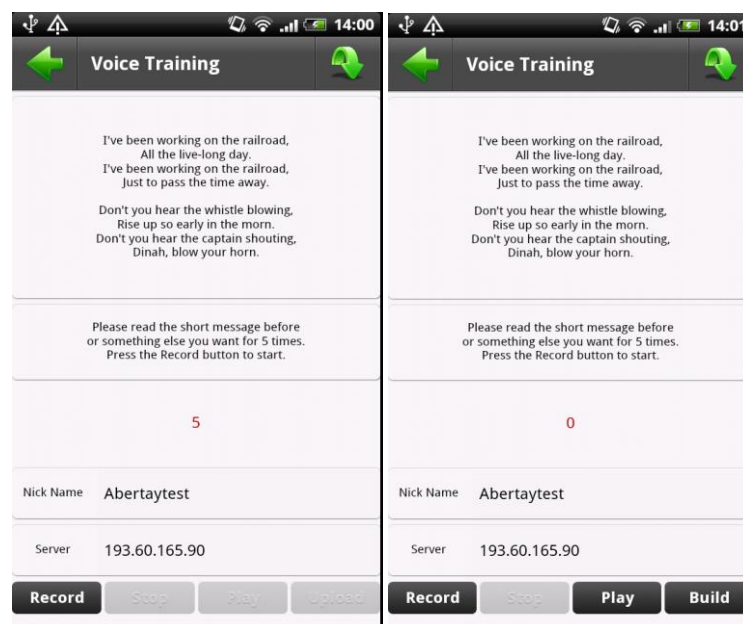 14:00
Voice Training
I've been working on the railroad,
All the live-long day.
I've been working on the railroad,
Just to pass the time away.
Don't you hear the whistle blowing,
Rise up so early in the morn.
Don't you hear the captain shouting,
Dinah, blow your horn.
Please read the short message before
or something else you want for 5 times.
Press the Record button to start.
5
Nick Name Abertaytest
Server 193.60.165.90
Record Stop Play Upload
14:01
Voice Training
I've been working on the railroad,
All the live-long day.
I've been working on the railroad,
Just to pass the time away.
Don't you hear the whistle blowing,
Rise up so early in the morn.
Don't you hear the captain shouting,
Dinah, blow your horn.
Please read the short message before
or something else you want for 5 times.
Press the Record button to start.
0
Nick Name Abertaytest
Server 193.60.165.90
Record Stop Play Build